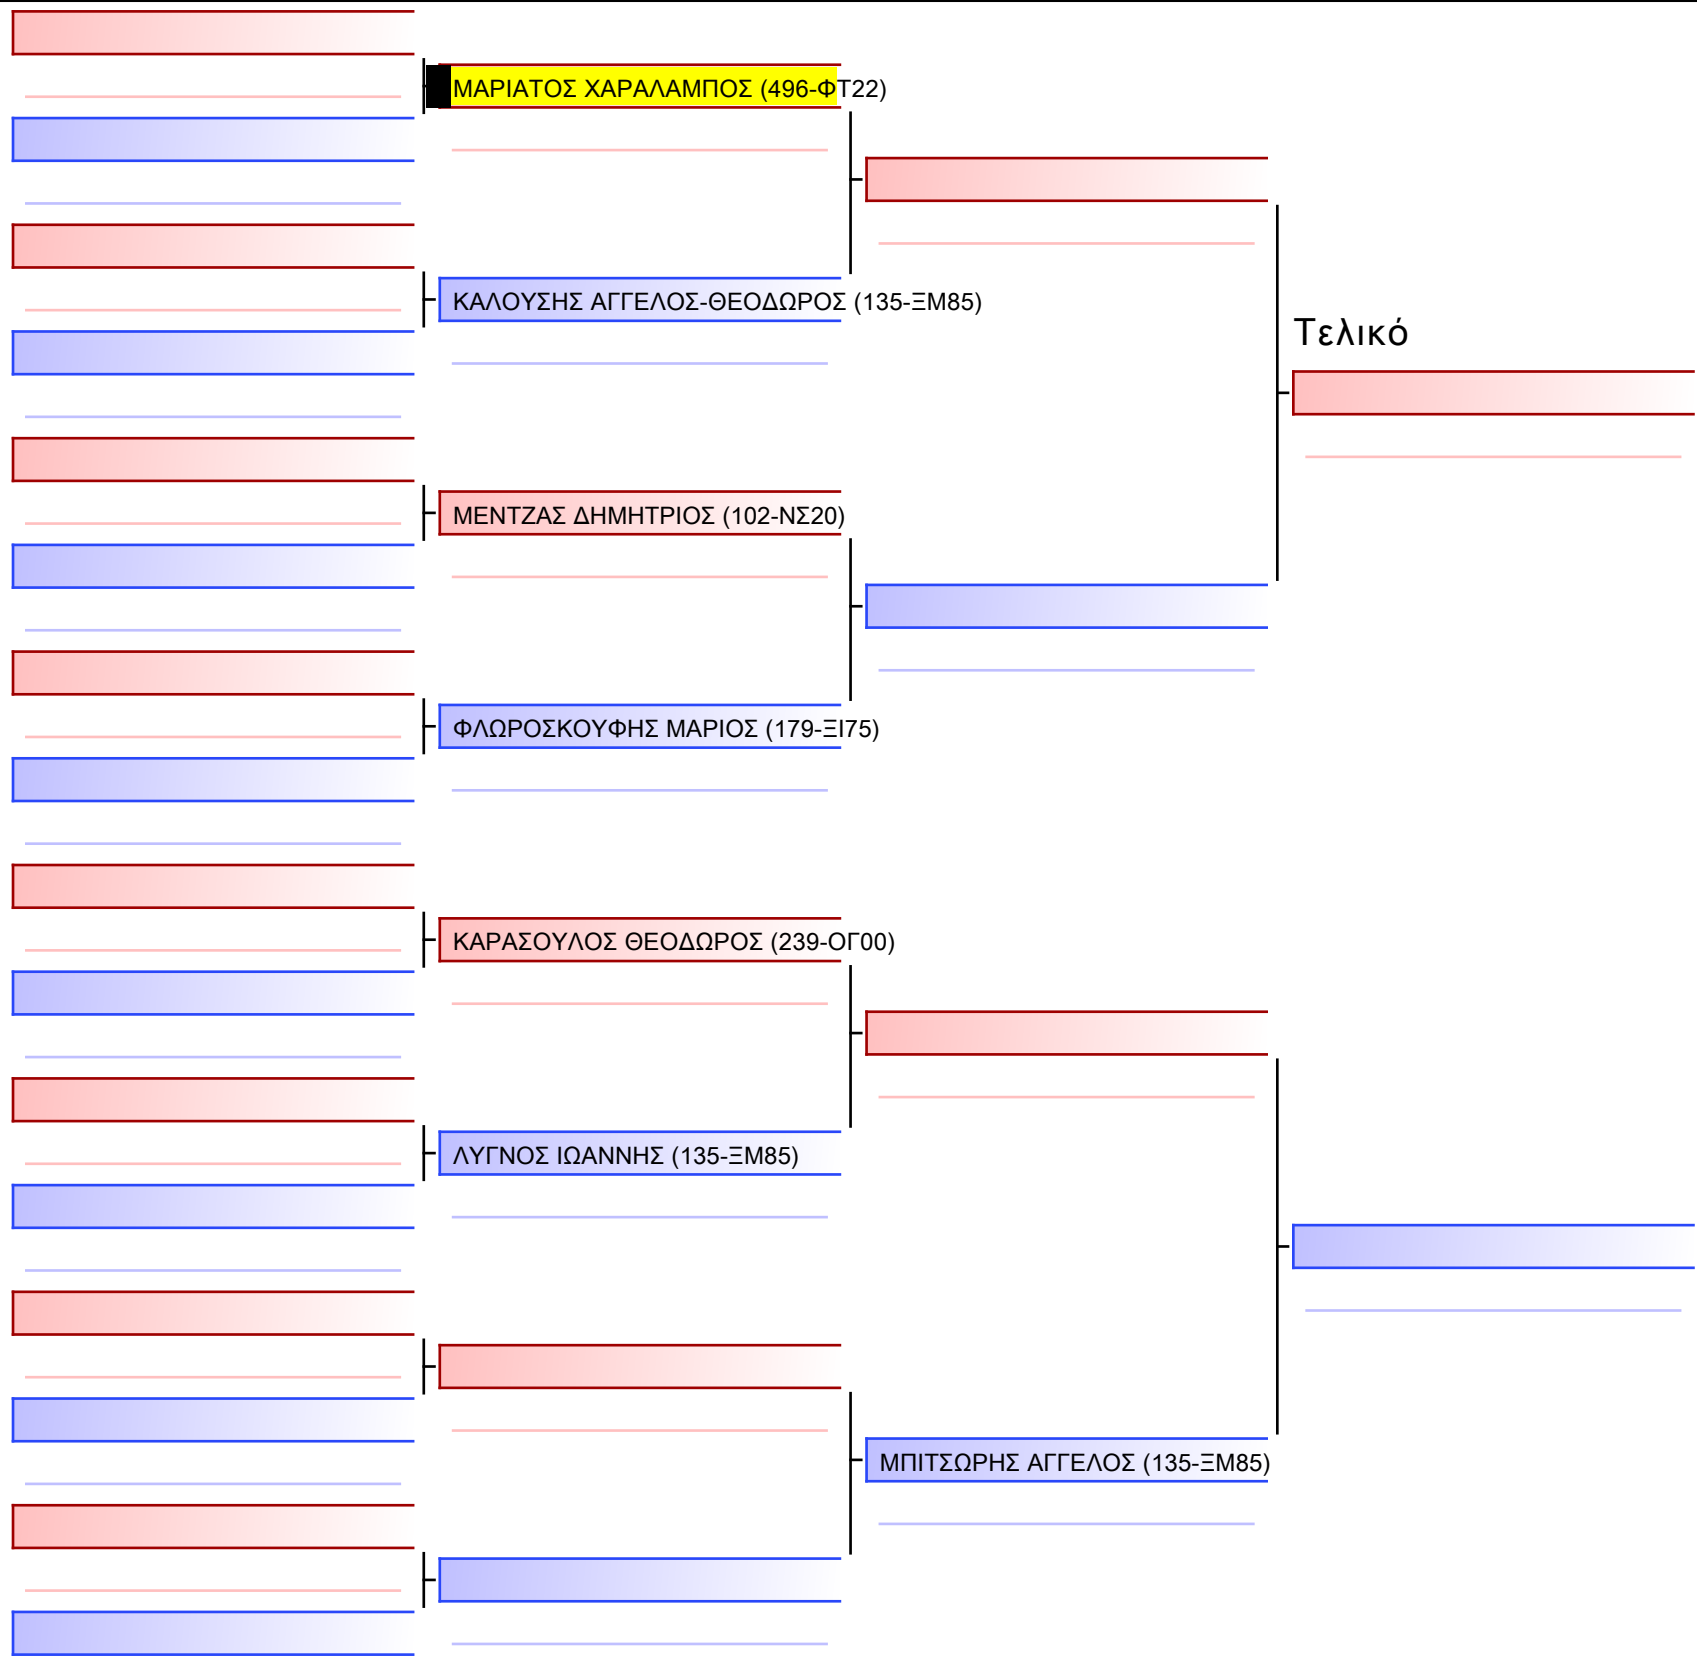 ΜΑΡΙΑΤΟΣ ΧΑΡΑΛΑΜΠΟΣ (496-ΦΤ22)
ΚΑΛΟΥΣΗΣ ΑΓΓΕΛΟΣ-ΘΕΟΔΩΡΟΣ (135-ΞΜ85)
Τελικό
ΜΕΝΤΖΑΣ ΔΗΜΗΤΡΙΟΣ (102-ΝΣ20)
ΦΛΩΡΟΣΚΟΥΦΗΣ ΜΑΡΙΟΣ (179-ΞΙ75)
ΚΑΡΑΣΟΥΛΟΣ ΘΕΟΔΩΡΟΣ (239-ΟΓ00)
ΛΥΓΝΟΣ ΙΩΑΝΝΗΣ (135-ΞΜ85)
ΜΠΙΤΣΩΡΗΣ ΑΓΓΕΛΟΣ (135-ΞΜ85)